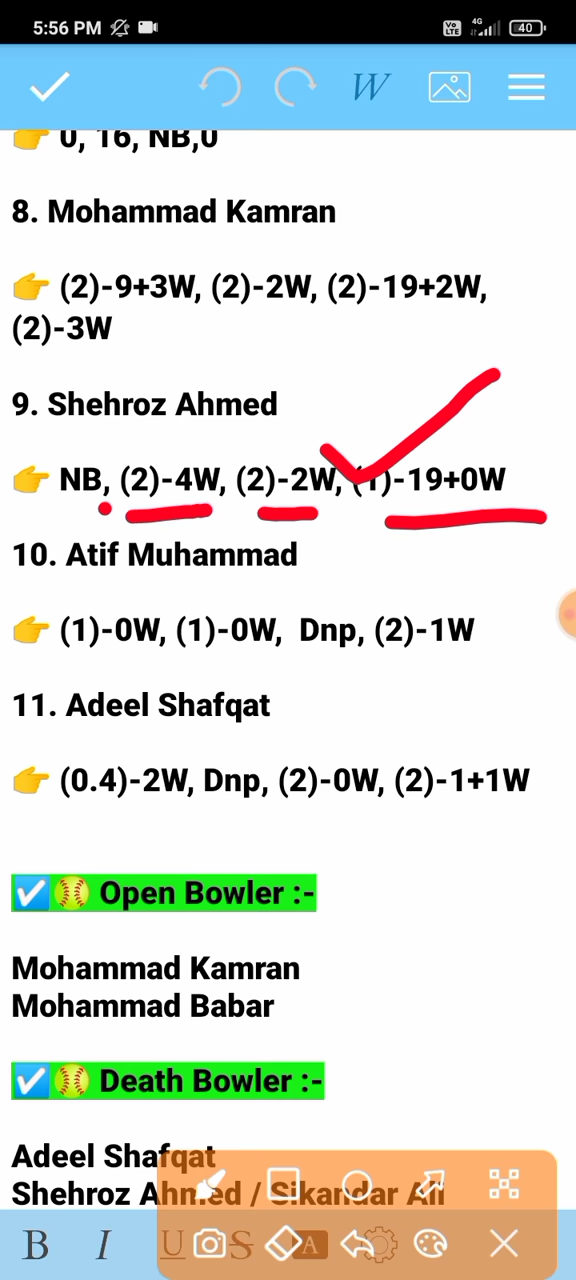 5:56 PM
Vo LTE 4G 40
W
👉 0, 16, NB,0
8. Mohammad Kamran
👉 (2)-9+3W, (2)-2W, (2)-19+2W,
(2)-3W
9. Shehroz Ahmed
👉 NB, (2)-4W, (2)-2W, (1)-19+0W
10. Atif Muhammad
👉 (1)-0W, (1)-0W, Dnp, (2)-1W
11. Adeel Shafqat
👉 (0.4)-2W, Dnp, (2)-0W, (2)-1+1W
☑️⚾ Open Bowler :-
Mohammad Kamran
Mohammad Babar
☑️⚾ Death Bowler :-
Adeel Shafqat
Shehroz Ahmed / Sikandar Ali
B I U S A